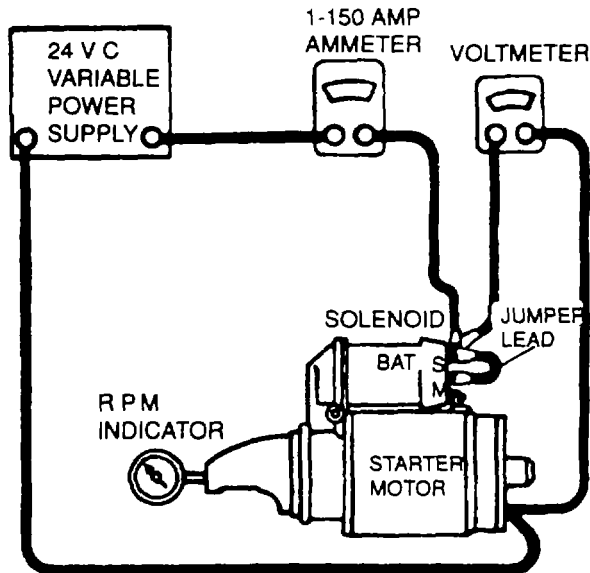 24 V C
VARIABLE
POWER
SUPPLY
1-150 AMP
AMMETER
VOLTMETER
SOLENOID
JUMPER
LEAD
BAT
S
M
R P M
INDICATOR
STARTER
MOTOR